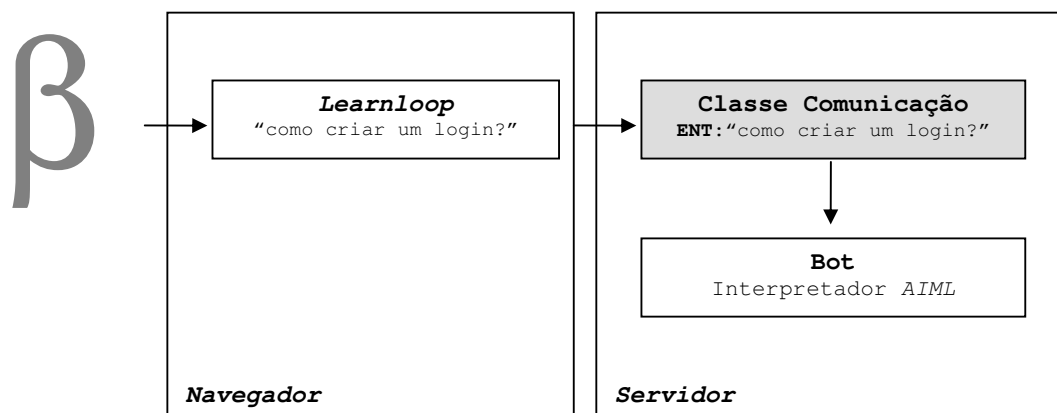 β
Learnloop
“como criar um login?”
Navegador
Classe Comunicação
ENT:“como criar um login?”
Bot
Interpretador AIML
Servidor